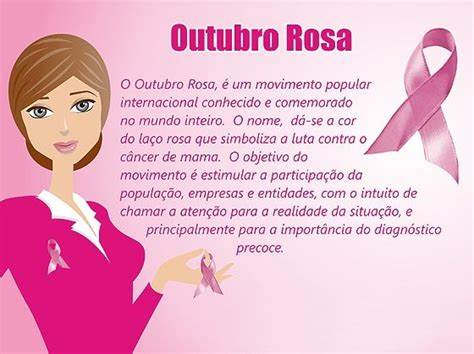 Outubro Rosa
O Outubro Rosa, é um movimento popular
internacional conhecido e comemorado
no mundo inteiro. O nome, dá-se a cor
do laço rosa que simboliza a luta contra o
câncer de mama. O objetivo do
movimento é estimular a participação da
população, empresas e entidades, com o intuito de
chamar a atenção para a realidade da situação, e
principalmente para a importância do diagnóstico
precoce.